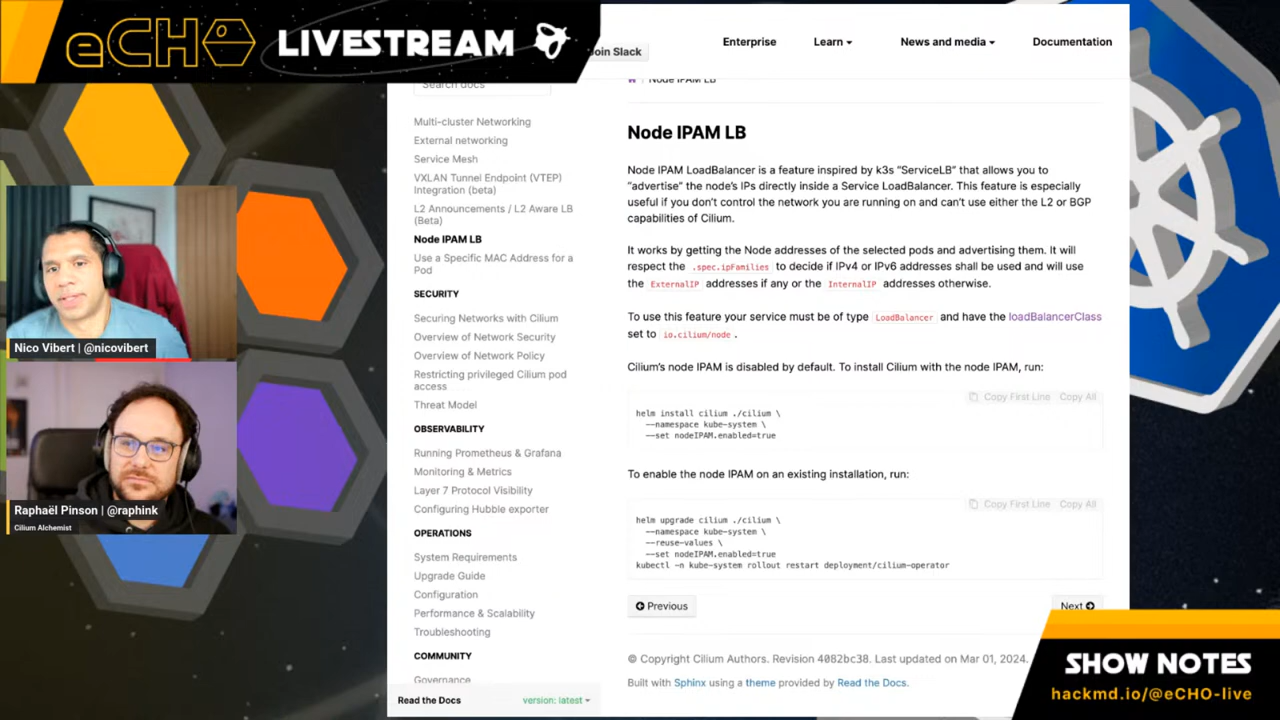 eCHO LIVESTREAM
Join Slack
Enterprise
Learn
News and media
Documentation
Search docs
Multi-cluster Networking
External networking
Service Mesh
VXLAN Tunnel Endpoint (VTEP)
Integration (beta)
L2 Announcements / L2 Aware LB
(Beta)
Node IPAM LB
Use a Specific MAC Address for a
Pod
SECURITY
Securing Networks with Cilium
Overview of Network Security
Overview of Network Policy
Restricting privileged Cilium pod
access
Threat Model
OBSERVABILITY
Running Prometheus & Grafana
Monitoring & Metrics
Layer 7 Protocol Visibility
Configuring Hubble exporter
OPERATIONS
System Requirements
Upgrade Guide
Configuration
Performance & Scalability
Troubleshooting
COMMUNITY
Governance
Read the Docs
version: latest
/ Node IPAM LB
Node IPAM LB
Node IPAM LoadBalancer is a feature inspired by k3s "ServiceLB" that allows you to
"advertise" the node's IPs directly inside a Service LoadBalancer. This feature is especially
useful if you don't control the network you are running on and can't use either the L2 or BGP
capabilities of Cilium.
It works by getting the Node addresses of the selected pods and advertising them. It will
respect the .spec.ipFamilies to decide if IPv4 or IPv6 addresses shall be used and will use
the ExternalIP addresses if any or the InternalIP addresses otherwise.
To use this feature your service must be of type LoadBalancer and have the loadBalancerClass
set to io.cilium/node .
Cilium's node IPAM is disabled by default. To install Cilium with the node IPAM, run:
Copy First Line Copy All
helm install cilium ./cilium \
--namespace kube-system \
--set nodeIPAM.enabled=true
To enable the node IPAM on an existing installation, run:
Copy First Line Copy All
helm upgrade cilium ./cilium \
--namespace kube-system \
--reuse-values \
--set nodeIPAM.enabled=true
kubectl -n kube-system rollout restart deployment/cilium-operator
Previous
Next
© Copyright Cilium Authors. Revision 4082bc38. Last updated on Mar 01, 2024.
Built with Sphinx using a theme provided by Read the Docs.
Nico Vibert | @nicovibert
Raphaël Pinson | @raphink
Cilium Alchemist
SHOW NOTES
hackmd.io/@eCHO-live